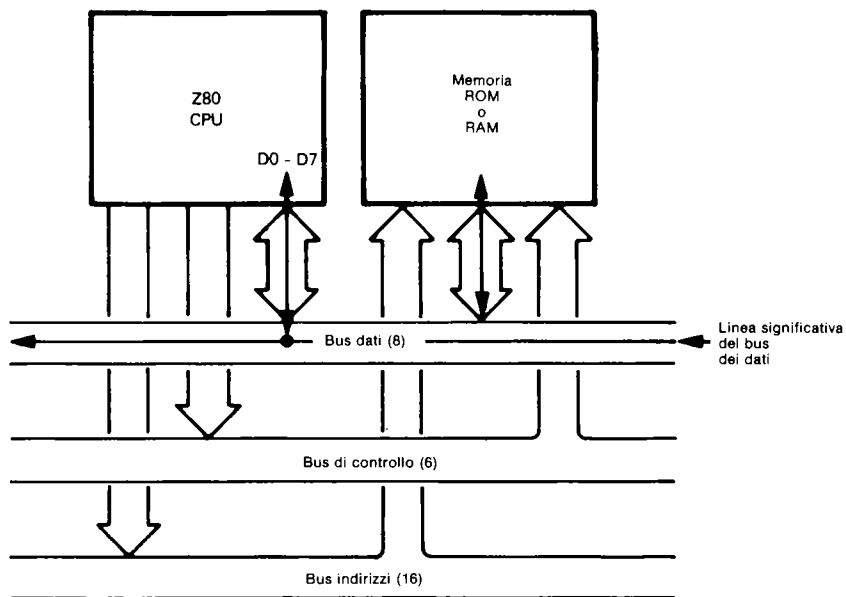 Z80
CPU
D0 - D7
Memoria
ROM
o
RAM
Bus dati (8)
Linea significativa
del bus
dei dati
Bus di controllo (6)
Bus indirizzi (16)